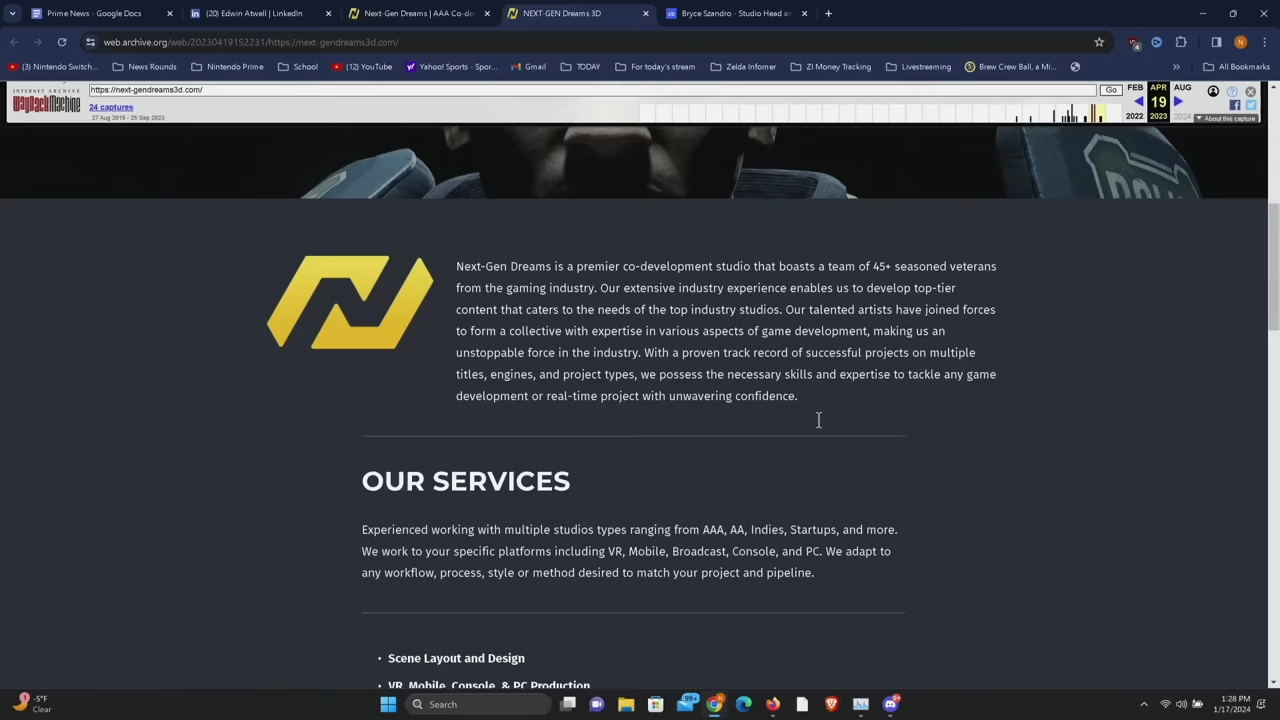 Prime News - Google Docs
(20) Edwin Atwell | LinkedIn
Next-Gen Dreams | AAA Co-de
NEXT-GEN Dreams 3D
Bryce Szandro - Studio Head an
web.archive.org/web/20230419152231/https://next-gendreams3d.com/
(3) Nintendo Switch...
News Rounds
Nintendo Prime
School
(12) YouTube
Yahoo! Sports - Spor...
Gmail
TODAY
For today's stream
Zelda Infomer
ZI Money Tracking
Livestreaming
Brew Crew Ball, a Mi...
All Bookmarks
INTERNET ARCHIVE
WayBackMachine
https://next-gendreams3d.com/
Go
FEB APR AUG
24 captures
19
27 Aug 2018 - 25 Sep 2023
2022 2023 2024
About this capture
Next-Gen Dreams is a premier co-development studio that boasts a team of 45+ seasoned veterans
from the gaming industry. Our extensive industry experience enables us to develop top-tier
content that caters to the needs of the top industry studios. Our talented artists have joined forces
to form a collective with expertise in various aspects of game development, making us an
unstoppable force in the industry. With a proven track record of successful projects on multiple
titles, engines, and project types, we possess the necessary skills and expertise to tackle any game
development or real-time project with unwavering confidence.
OUR SERVICES
Experienced working with multiple studios types ranging from AAA, AA, Indies, Startups, and more.
We work to your specific platforms including VR, Mobile, Broadcast, Console, and PC. We adapt to
any workflow, process, style or method desired to match your project and pipeline.
• Scene Layout and Design
• VR, Mobile, Console, & PC Production
-5°F
Clear
Search
99+
1:28 PM
1/17/2024